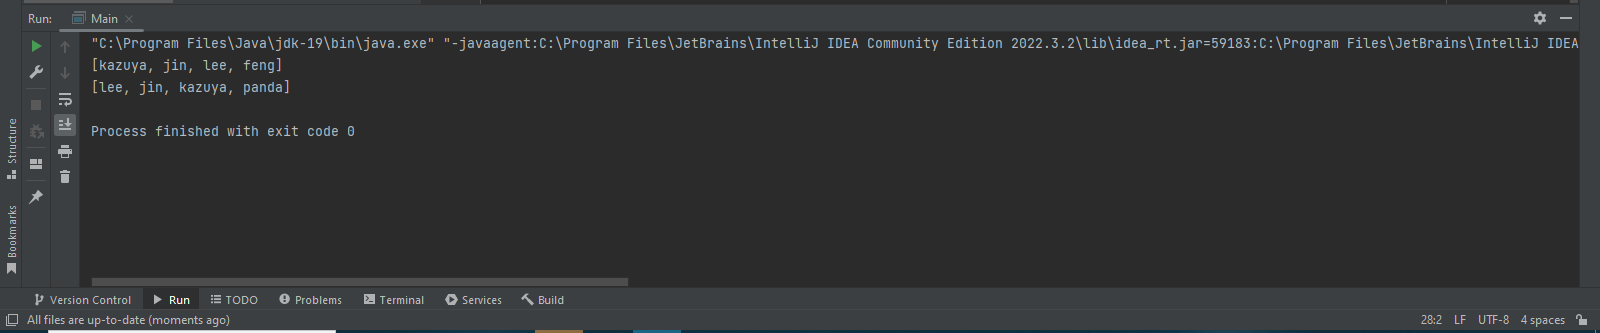 Run: Main
"C:\Program Files\Java\jdk-19\bin\java.exe" "-javaagent:C:\Program Files\JetBrains\IntelliJ IDEA Community Edition 2022.3.2\lib\idea_rt.jar=59183:C:\Program Files\JetBrains\IntelliJ IDEA
[kazuya, jin, lee, feng]
[lee, jin, kazuya, panda]
Process finished with exit code 0
Structure
Bookmarks
Version Control Run TODO Problems Terminal Services Build
All files are up-to-date (moments ago) 28:2 LF UTF-8 4 spaces